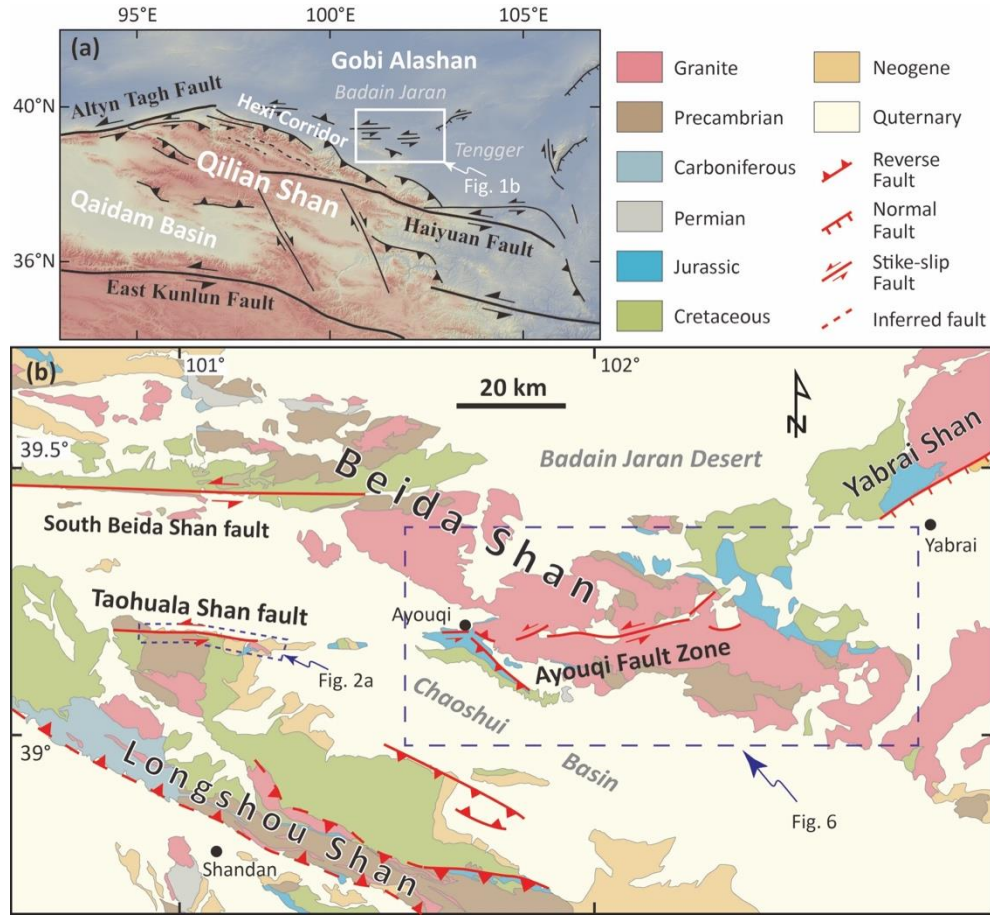 95°E
100°E
105°E
(a)
Gobi Alashan
Badain Jaran
40°N
Altyn Tagh Fault
Hexi Corridor
Tengger
Fig. 1b
Qilian Shan
Qaidam Basin
Haiyuan Fault
36°N
East Kunlun Fault
Granite
Precambrian
Carboniferous
Permian
Jurassic
Cretaceous
Neogene
Quternary
Reverse
Fault
Normal
Fault
Stike-slip
Fault
Inferred fault
(b)
101°
102°
20 km
N
39.5°
Beida Shan
Badain Jaran Desert
Yabrai Shan
South Beida Shan fault
Yabrai
Taohuala Shan fault
Ayouqi
Ayouqi Fault Zone
Fig. 2a
Chaoshui
Basin
39°
Longshou Shan
Fig. 6
Shandan